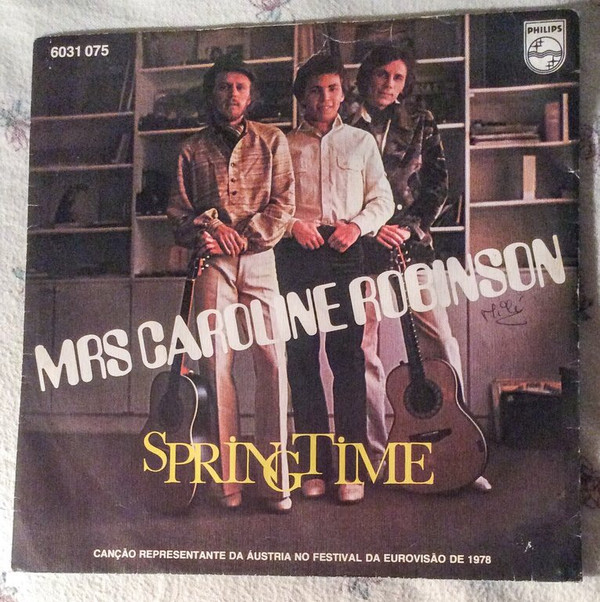 6031 075
PHILIPS
MRS CAROLINE ROBINSON
SPRINGTIME
CANÇÃO REPRESENTANTE DA ÁUSTRIA NO FESTIVAL DA EUROVISÃO DE 1978